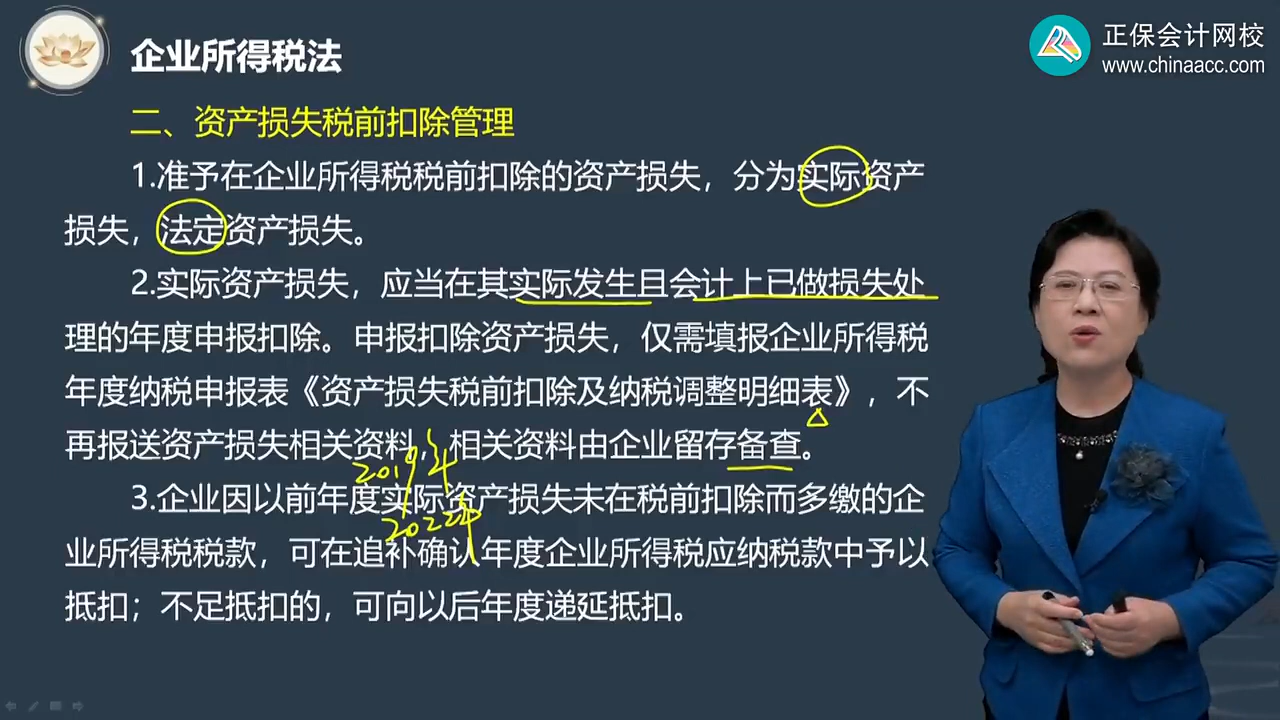 企业所得税法
正保会计网校
www.chinaacc.com
二、资产损失税前扣除管理
1.准予在企业所得税税前扣除的资产损失，分为实际资产
损失，法定资产损失。
2.实际资产损失，应当在其实际发生且会计上已做损失处
理的年度申报扣除。申报扣除资产损失，仅需填报企业所得税
年度纳税申报表《资产损失税前扣除及纳税调整明细表》，不
再报送资产损失相关资料，相关资料由企业留存备查。
2019年
3.企业因以前年度实际资产损失未在税前扣除而多缴的企
2022年
业所得税税款，可在追补确认年度企业所得税应纳税款中予以
抵扣；不足抵扣的，可向以后年度递延抵扣。